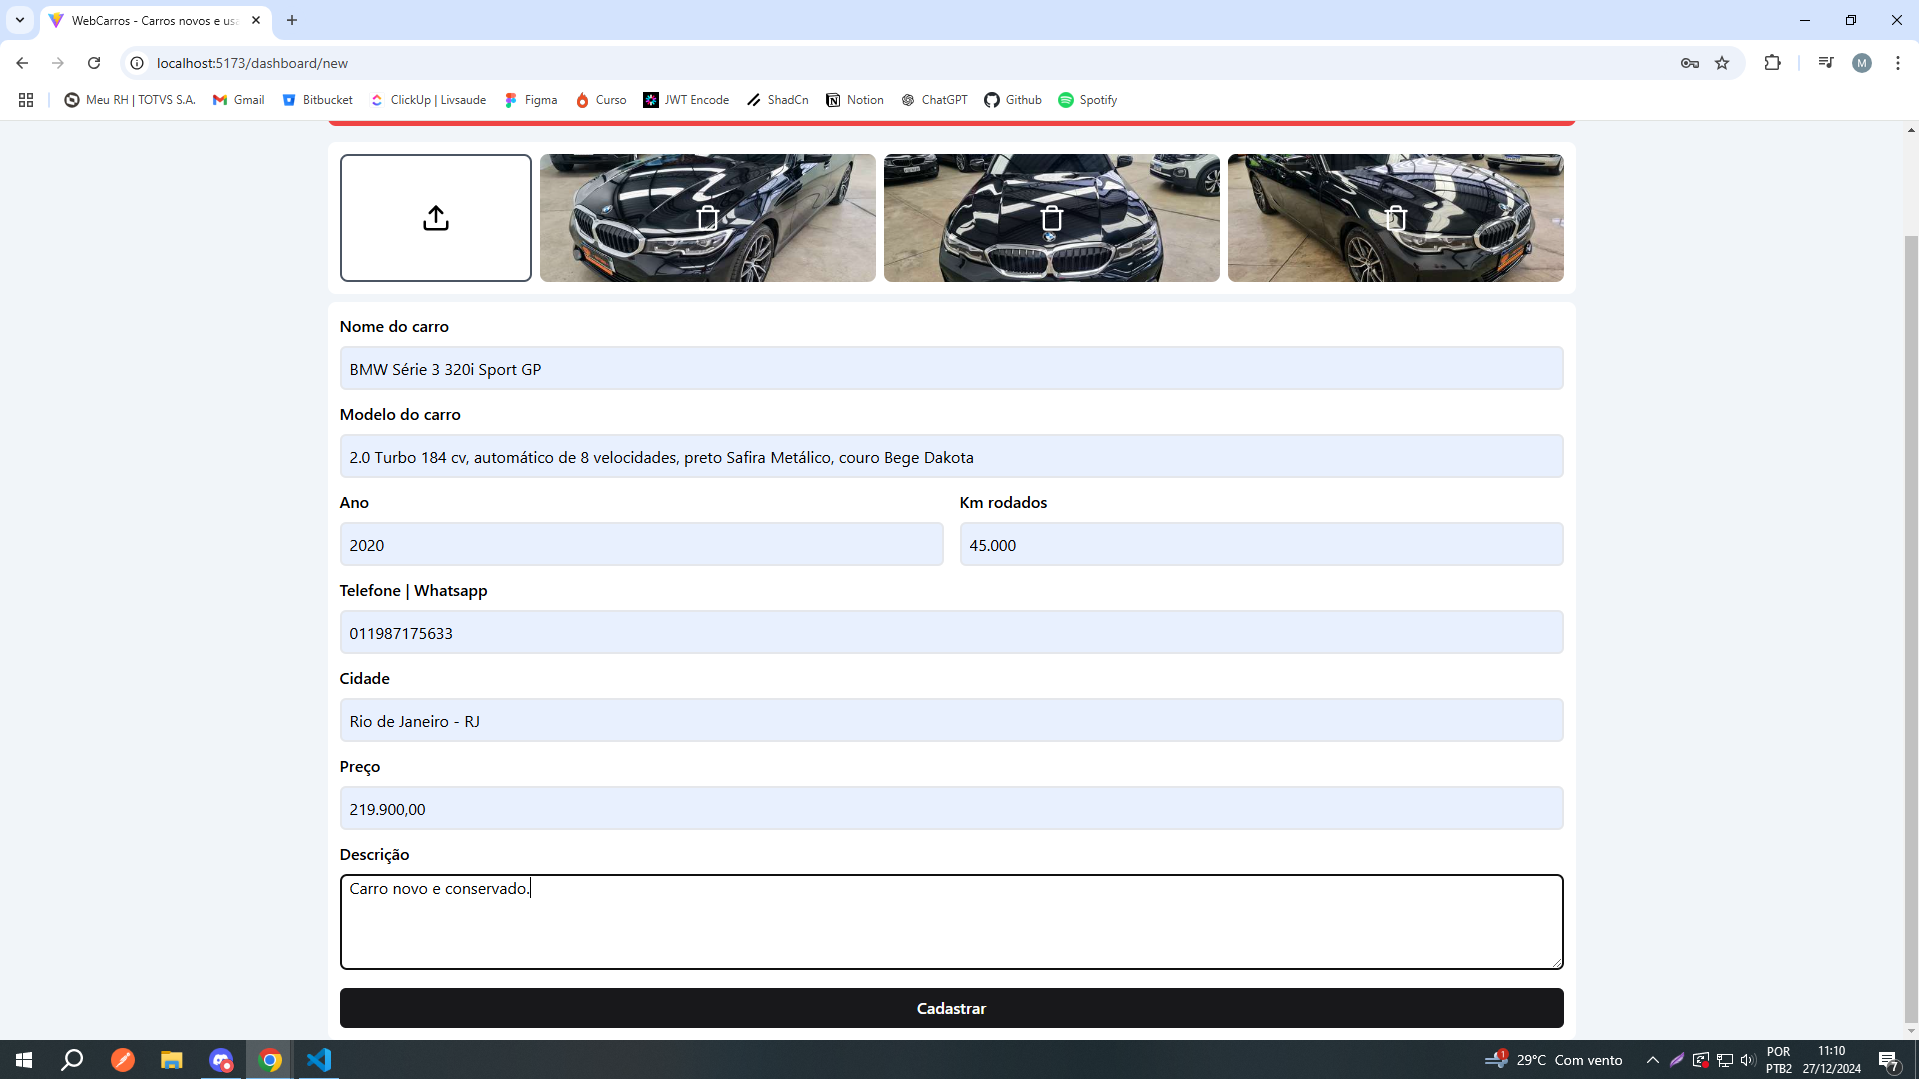 WebCarros - Carros novos e usa
localhost:5173/dashboard/new
M
Meu RH | TOTVS S.A.
Gmail
Bitbucket
ClickUp | Livsaude
Figma
Curso
JWT Encode
ShadCn
Notion
ChatGPT
Github
Spotify
Nome do carro
BMW Série 3 320i Sport GP
Modelo do carro
2.0 Turbo 184 cv, automático de 8 velocidades, preto Safira Metálico, couro Bege Dakota
Ano
Km rodados
2020
45.000
Telefone | Whatsapp
011987175633
Cidade
Rio de Janeiro - RJ
Preço
219.900,00
Descrição
Carro novo e conservado.
Cadastrar
1
29°C Com vento
POR
PTB2
11:10
27/12/2024
7